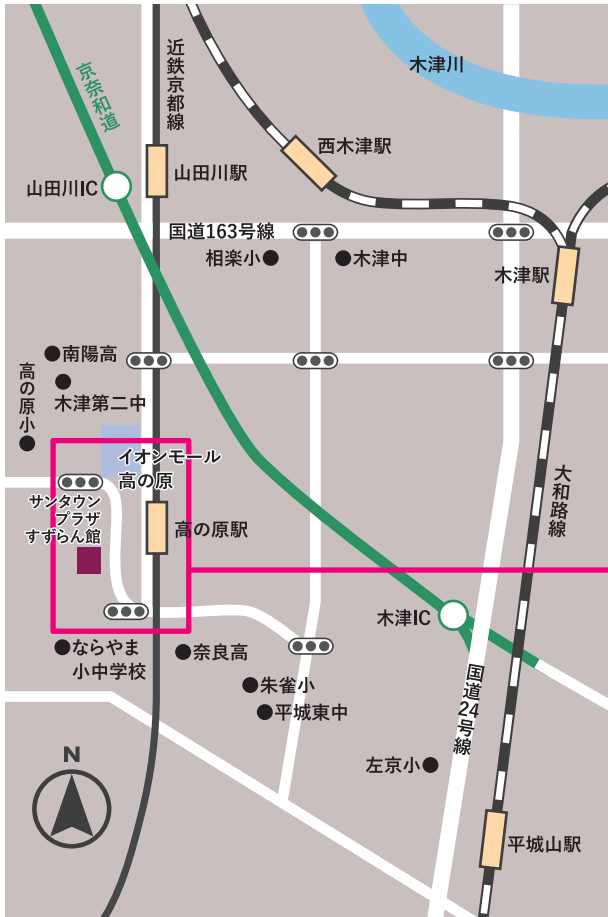 京奈和道
近鉄京都線
木津川
西木津駅
山田川IC
山田川駅
国道163号線
相楽小
木津中
木津駅
南陽高
木津第二中
高の原小
イオンモール
高の原
サンタウン
プラザ
すずらん館
高の原駅
大和路線
木津IC
ならやま
小中学校
奈良高
朱雀小
平城東中
国道24号線
左京小
N
平城山駅